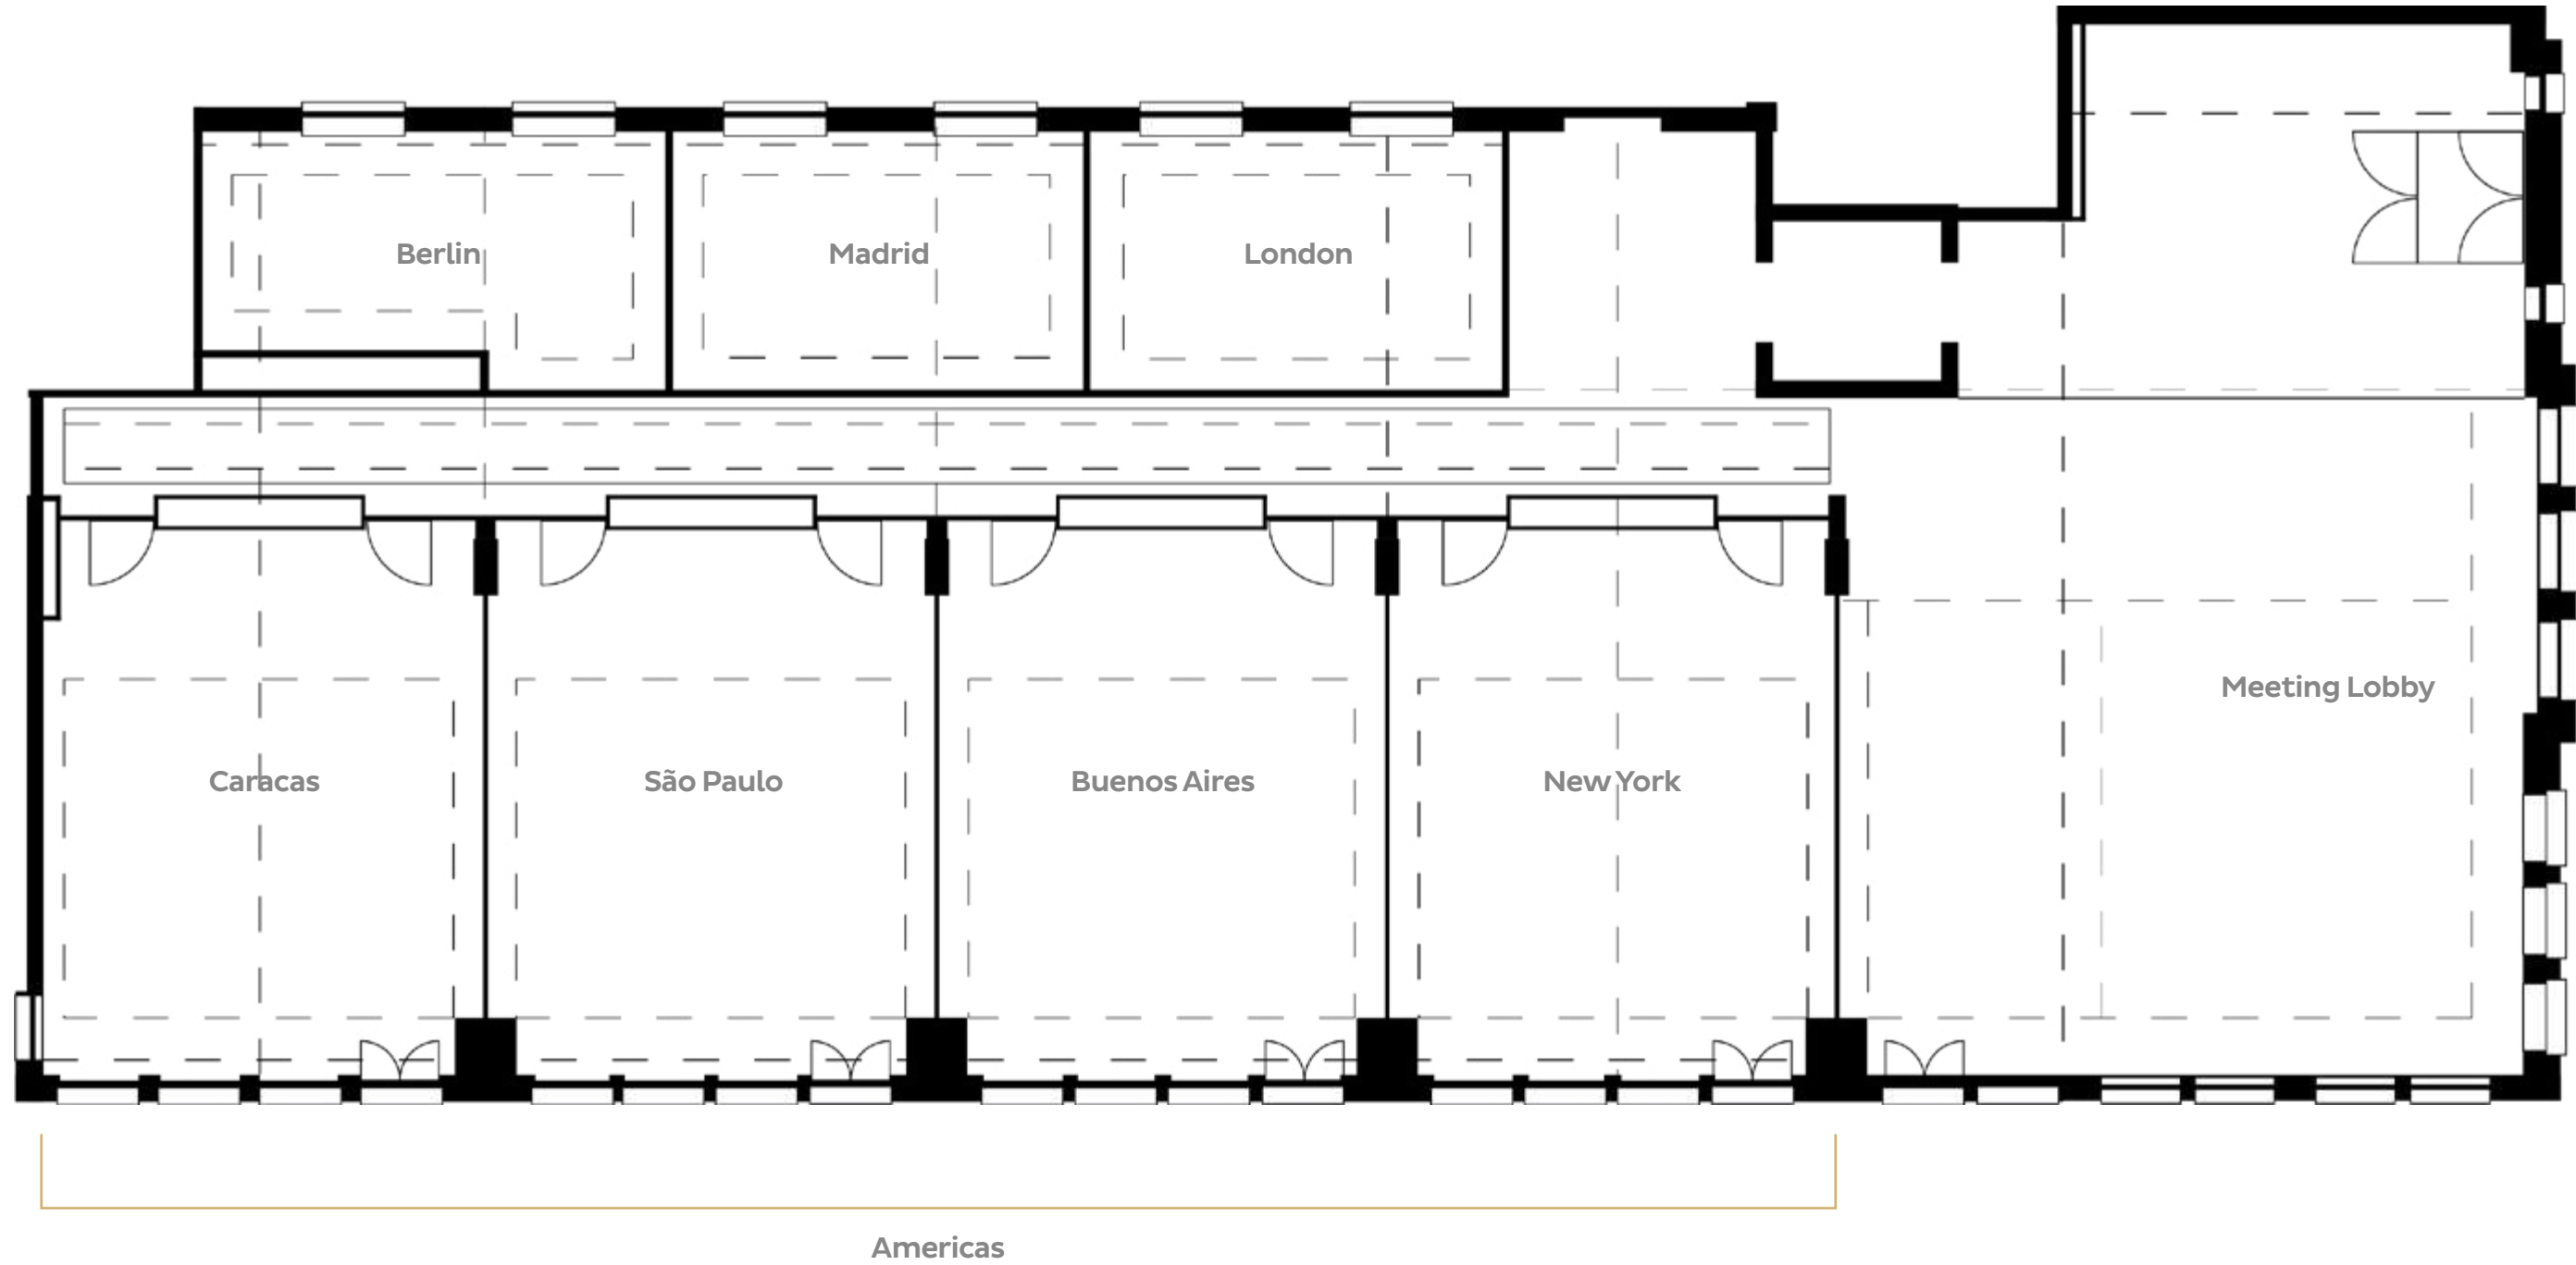 Berlin
Madrid
London
Meeting Lobby
Caracas
São Paulo
Buenos Aires
New York
Americas